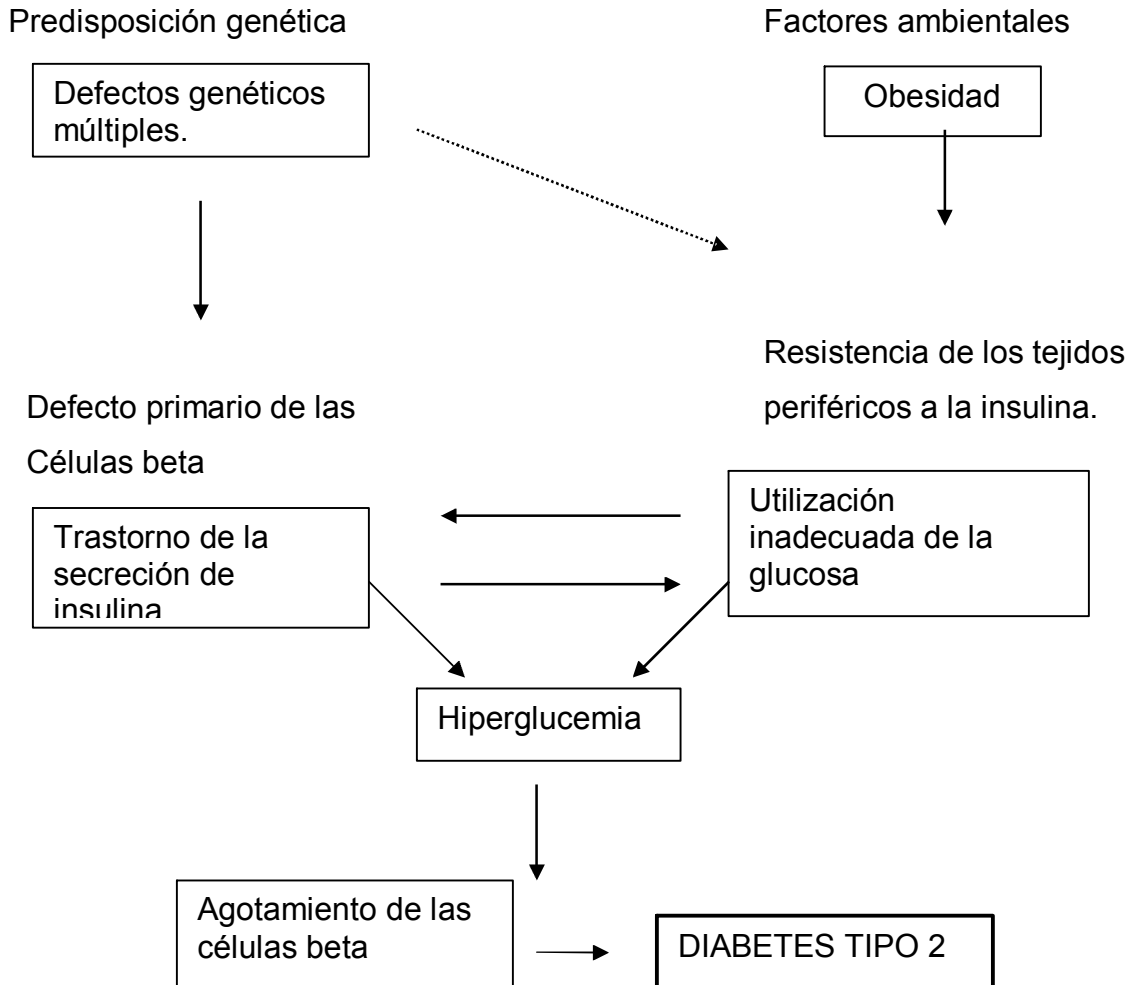 Predisposición genética
Factores ambientales
Defectos genéticos
múltiples.
Obesidad
Resistencia de los tejidos
periféricos a la insulina.
Defecto primario de las
Células beta
Trastorno de la
secreción de
insulina
Utilización
inadecuada de la
glucosa
Hiperglucemia
Agotamiento de las
células beta
DIABETES TIPO 2